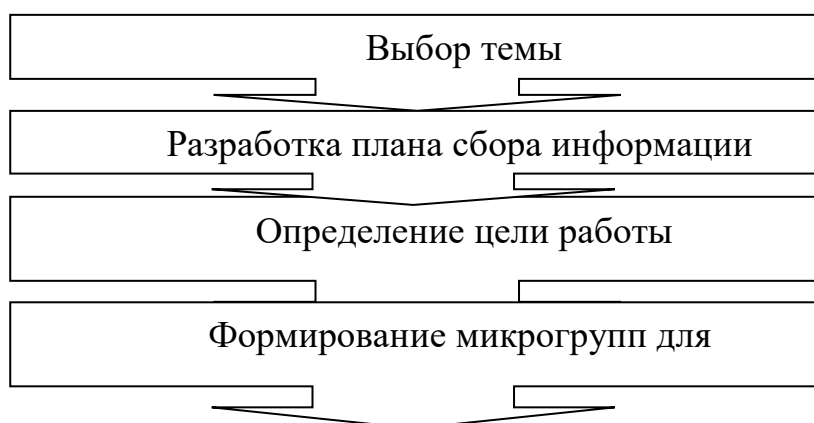 Выбор темы
Разработка плана сбора информации
Определение цели работы
Формирование микрогрупп для